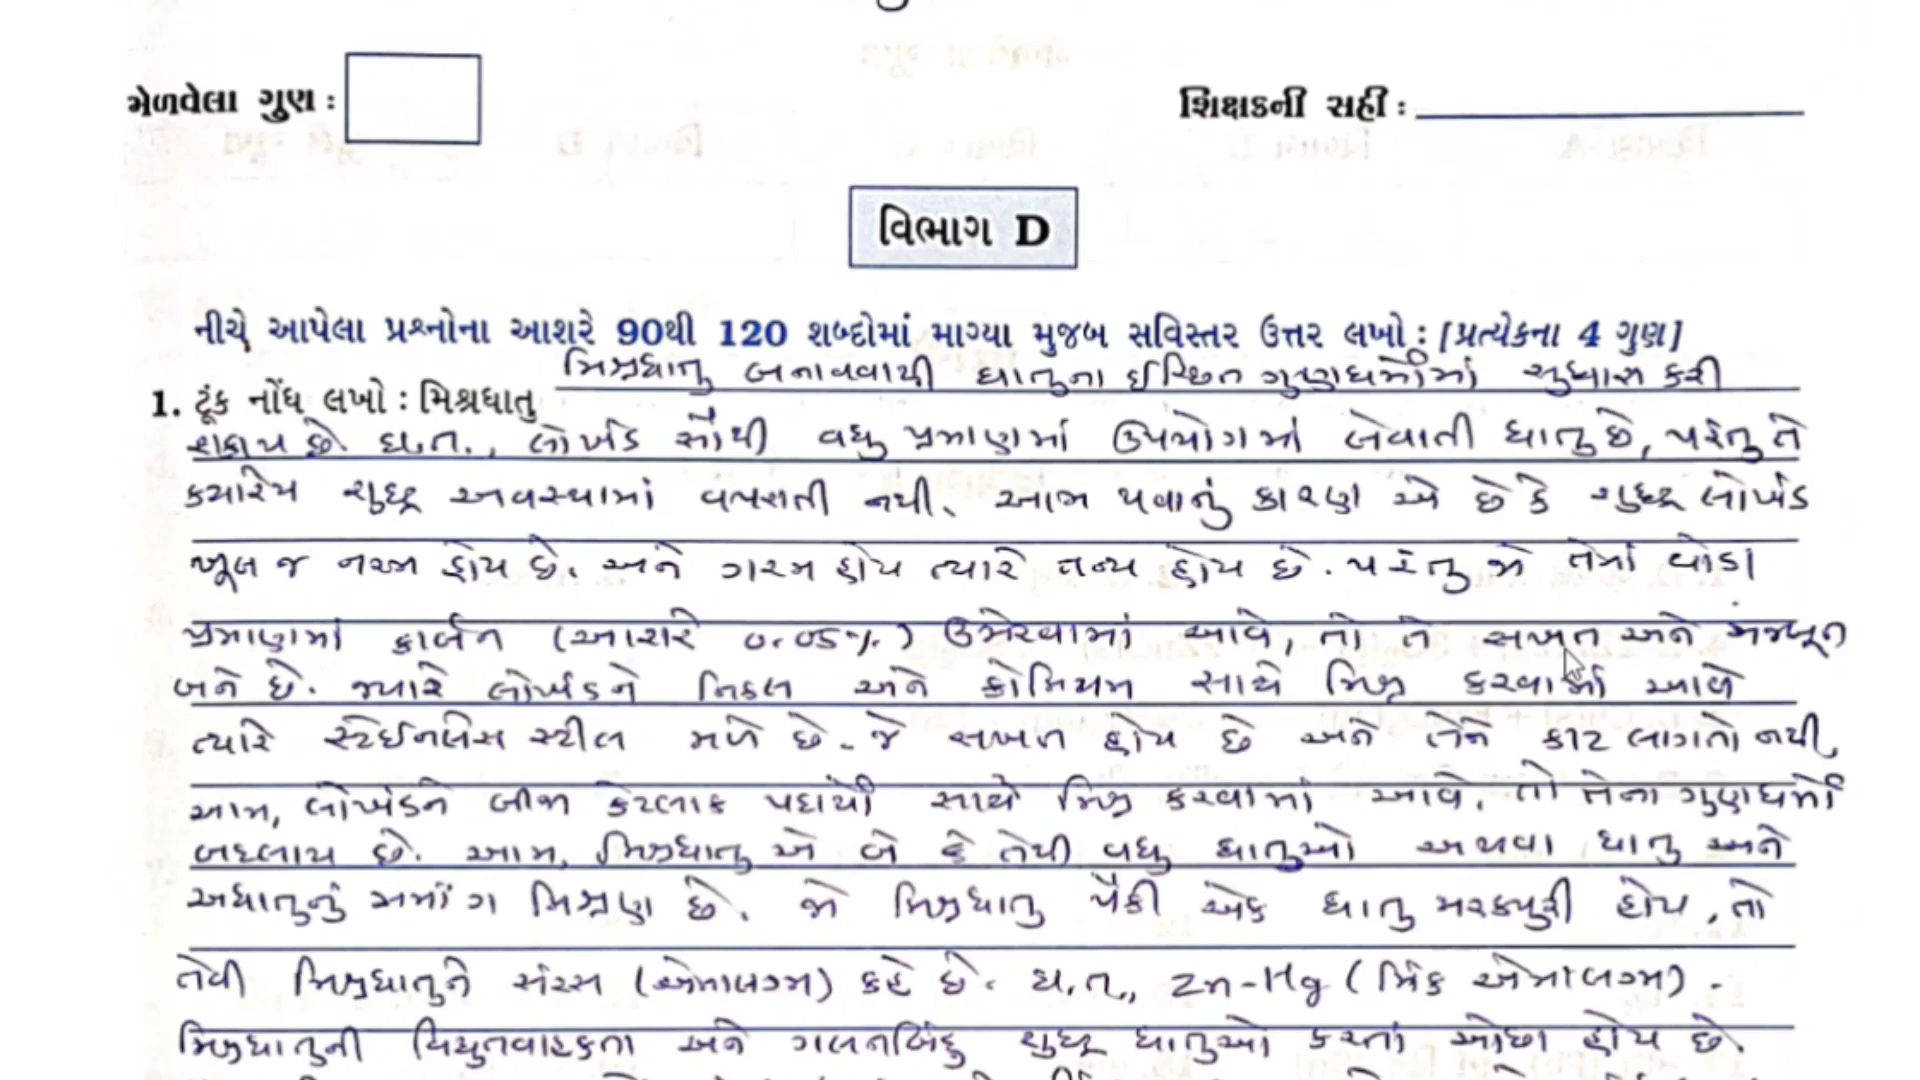 મેળવેલા ગુણ :
શિક્ષકની સહી :
વિભાગ D
નીચે આપેલા પ્રશ્નોના આશરે 90થી 120 શબ્દોમાં માગ્યા મુજબ સવિસ્તર ઉત્તર લખો : [પ્રત્યેકના 4 ગુણ]
1. ટૂંક નોંધ લખો : મિશ્રધાતુ
મિશ્રધાતુ બનાવવાથી ધાતુના ઈચ્છિત ગુણધર્મોમાં સુધારા કરી
શકાય છે. દા.ત., લોખંડ સૌથી વધુ પ્રમાણમાં ઉપયોગમાં લેવાતી ધાતુ છે, પરંતુ તે
ક્યારેય શુદ્ધ અવસ્થામાં વપરાતી નથી. આમ થવાનું કારણ એ છે કે શુદ્ધ લોખંડ
ખૂબ જ નરમ હોય છે. અને ગરમ હોય ત્યારે તન્ય હોય છે. પરંતુ જો તેમાં થોડા
પ્રમાણમાં કાર્બન (આશરે 0.05%) ઉમેરવામાં આવે, તો તે સખત અને મજબૂત
બને છે. જ્યારે લોખંડને નિકલ અને ક્રોમિયમ સાથે મિશ્ર કરવામાં આવે
ત્યારે સ્ટેઈનલેસ સ્ટીલ મળે છે. જે સખત હોય છે અને તેને કાટ લાગતો નથી.
આમ, લોખંડને બીજા કેટલાક પદાર્થો સાથે મિશ્ર કરવામાં આવે, તો તેના ગુણધર્મો
બદલાય છે. આમ, મિશ્રધાતુ એ બે કે તેથી વધુ ધાતુઓ અથવા ધાતુ અને
અધાતુનું સમાંગ મિશ્રણ છે. જો મિશ્રધાતુ પૈકી એક ધાતુ મરક્યુરી હોય, તો
તેવી મિશ્રધાતુને સંરસ (એમાલગમ) કહે છે. દા.ત., Zn-Hg (ઝિંક એમાલગમ).
મિશ્રધાતુની વિદ્યુતવાહકતા અને ગલનબિંદુ શુદ્ધ ધાતુઓ કરતાં ઓછા હોય છે.